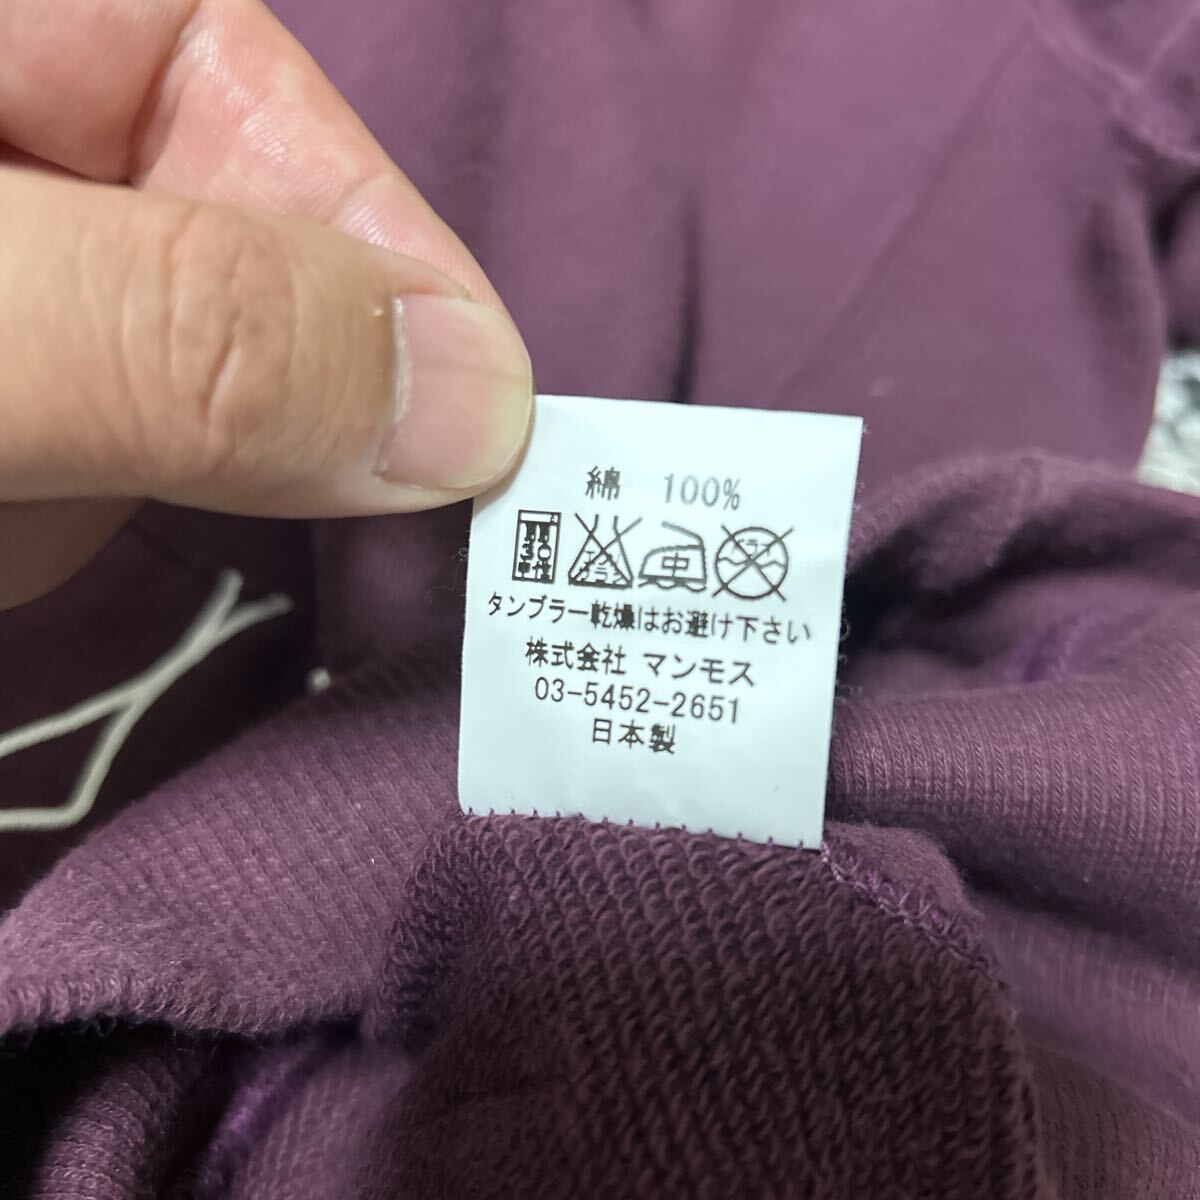 綿 100%
中
タンブラー乾燥はお避け下さい
株式会社 マンモス
03-5452-2651
日本製